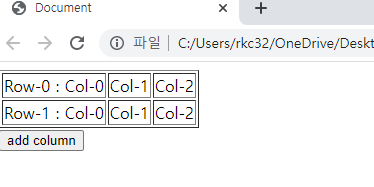 Document
파일 C:/Users/rkc32/OneDrive/Deskt
Row-0 : Col-0 Col-1 Col-2
Row-1 : Col-0 Col-1 Col-2
add column